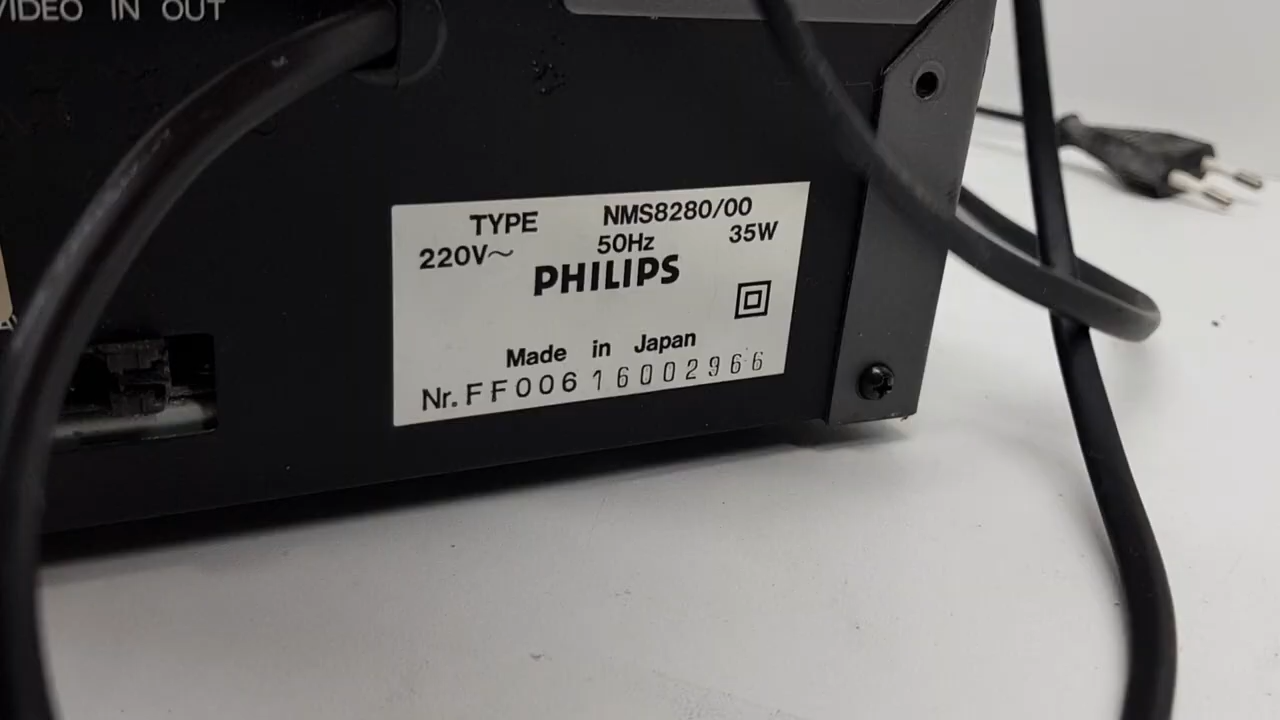 VIDEO IN OUT
TYPE NMS8280/00
220V~ 50Hz 35W
PHILIPS
Made in Japan
Nr. FF00616002966